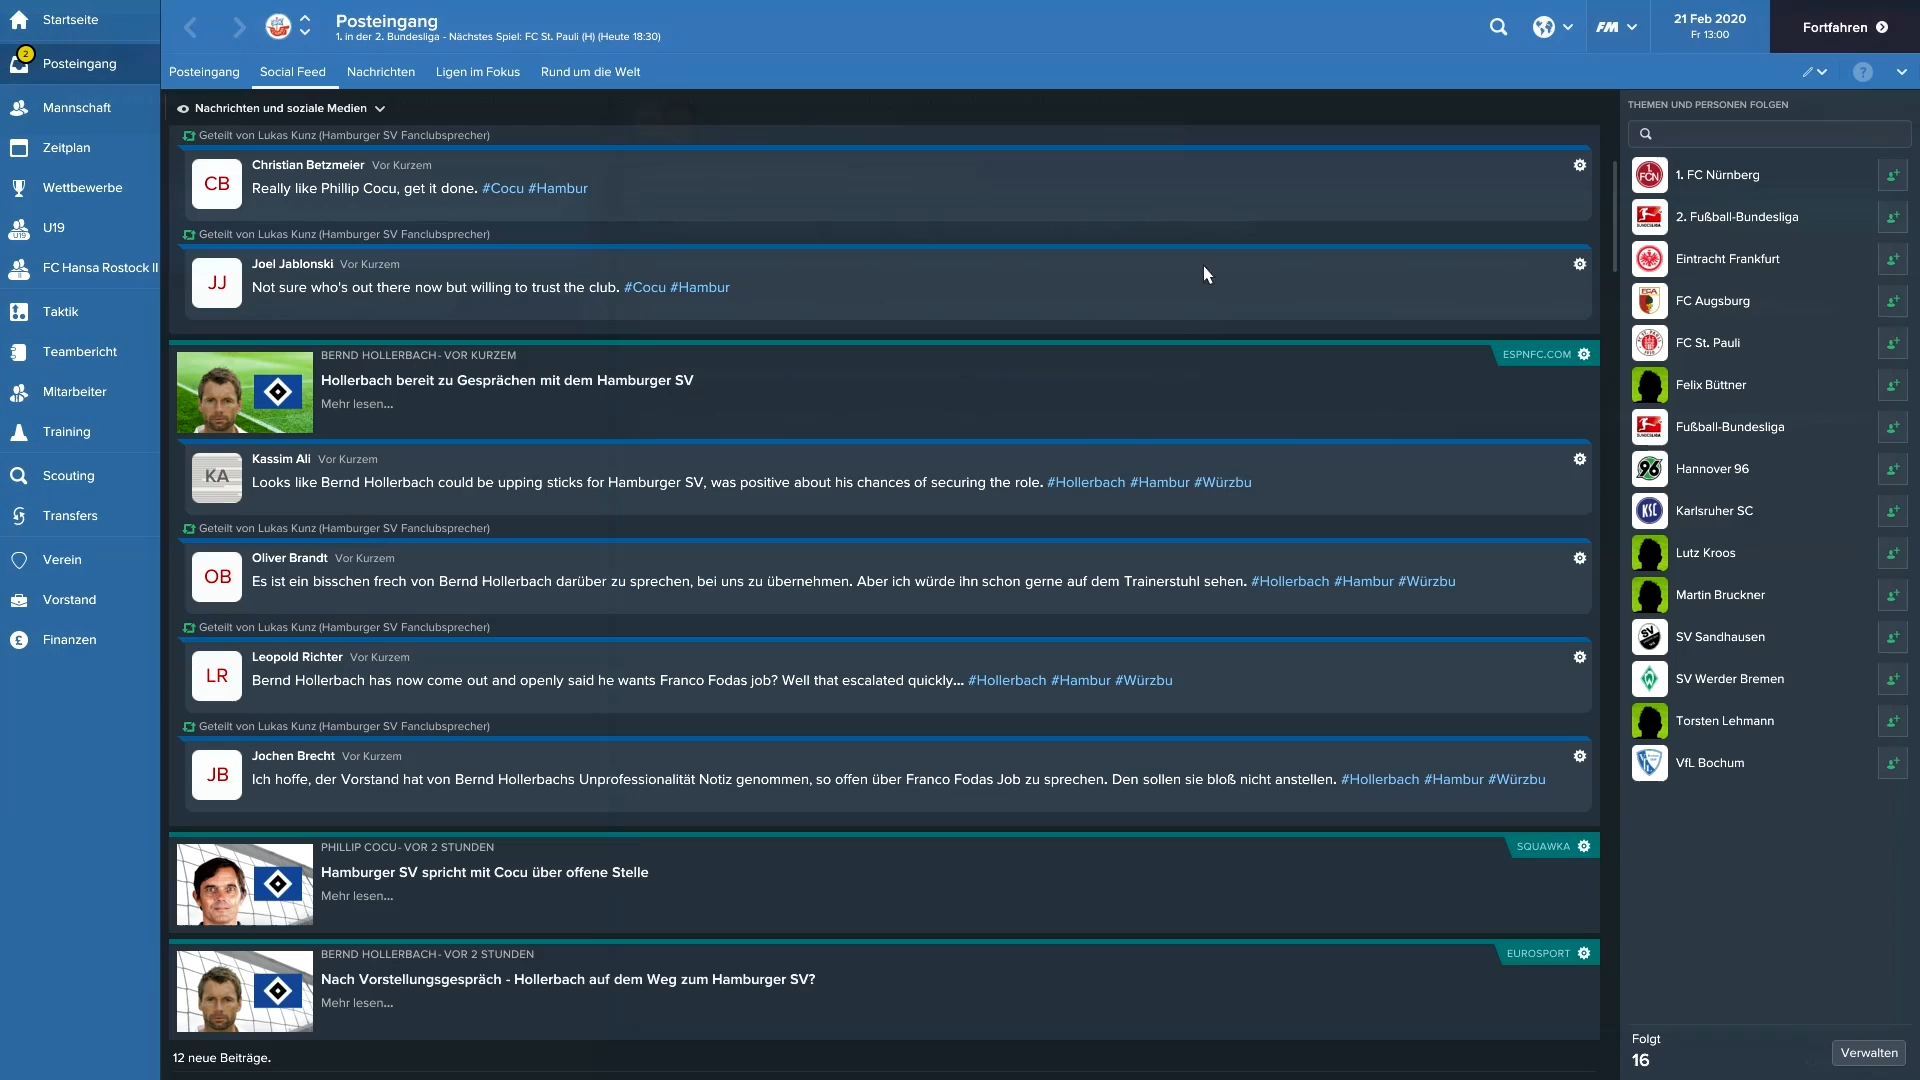 Startseite
2
Posteingang
Mannschaft
Zeitplan
Wettbewerbe
U19
U19
FC Hansa Rostock II
II
Taktik
Teambericht
Mitarbeiter
Training
Scouting
Transfers
Verein
Vorstand
£
Finanzen
Posteingang
1. in der 2. Bundesliga - Nächstes Spiel: FC St. Pauli (H) (Heute 18:30)
FM
21 Feb 2020
Fr 13:00
Fortfahren
Posteingang Social Feed Nachrichten Ligen im Fokus Rund um die Welt
?
Nachrichten und soziale Medien
Geteilt von Lukas Kunz (Hamburger SV Fanclubsprecher)
CB
Christian Betzmeier Vor Kurzem
Really like Phillip Cocu, get it done. #Cocu #Hambur
Geteilt von Lukas Kunz (Hamburger SV Fanclubsprecher)
JJ
Joel Jablonski Vor Kurzem
Not sure who's out there now but willing to trust the club. #Cocu #Hambur
BERND HOLLERBACH - VOR KURZEM
ESPNFC.COM
Hollerbach bereit zu Gesprächen mit dem Hamburger SV
Mehr lesen...
KA
Kassim Ali Vor Kurzem
Looks like Bernd Hollerbach could be upping sticks for Hamburger SV, was positive about his chances of securing the role. #Hollerbach #Hambur #Würzbu
Geteilt von Lukas Kunz (Hamburger SV Fanclubsprecher)
OB
Oliver Brandt Vor Kurzem
Es ist ein bisschen frech von Bernd Hollerbach darüber zu sprechen, bei uns zu übernehmen. Aber ich würde ihn schon gerne auf dem Trainerstuhl sehen. #Hollerbach #Hambur #Würzbu
Geteilt von Lukas Kunz (Hamburger SV Fanclubsprecher)
LR
Leopold Richter Vor Kurzem
Bernd Hollerbach has now come out and openly said he wants Franco Fodas job? Well that escalated quickly... #Hollerbach #Hambur #Würzbu
Geteilt von Lukas Kunz (Hamburger SV Fanclubsprecher)
JB
Jochen Brecht Vor Kurzem
Ich hoffe, der Vorstand hat von Bernd Hollerbachs Unprofessionalität Notiz genommen, so offen über Franco Fodas Job zu sprechen. Den sollen sie bloß nicht anstellen. #Hollerbach #Hambur #Würzbu
PHILLIP COCU - VOR 2 STUNDEN
SQUAWKA
Hamburger SV spricht mit Cocu über offene Stelle
Mehr lesen...
BERND HOLLERBACH - VOR 2 STUNDEN
EUROSPORT
Nach Vorstellungsgespräch - Hollerbach auf dem Weg zum Hamburger SV?
Mehr lesen...
12 neue Beiträge.
THEMEN UND PERSONEN FOLGEN
1. FC Nürnberg
2. Fußball-Bundesliga
Eintracht Frankfurt
FC Augsburg
FC St. Pauli
Felix Büttner
Fußball-Bundesliga
Hannover 96
Karlsruher SC
Lutz Kroos
Martin Bruckner
SV Sandhausen
SV Werder Bremen
Torsten Lehmann
VfL Bochum
Folgt
16
Verwalten